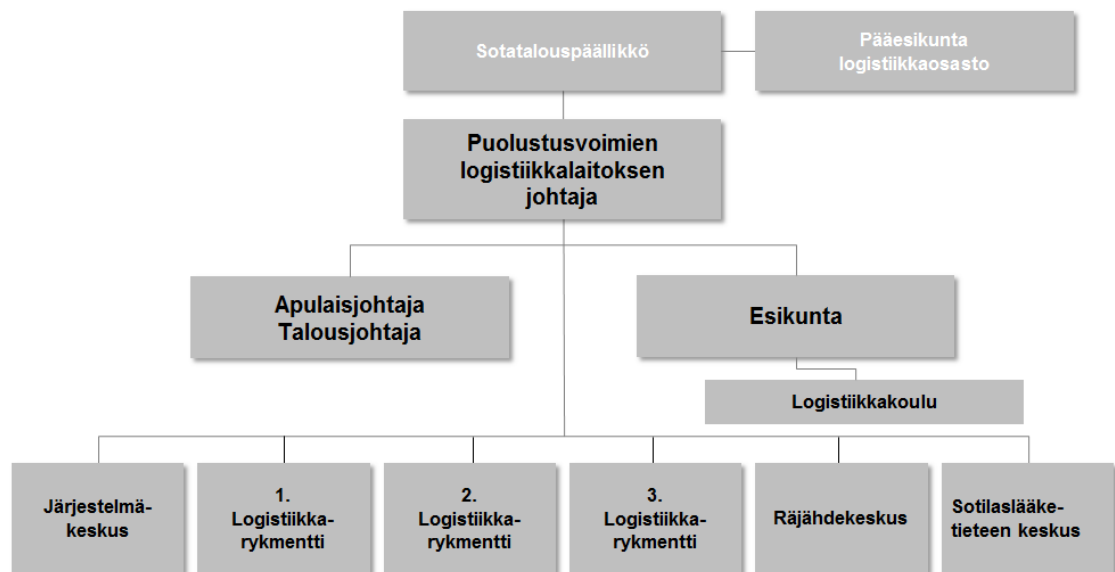 Sotatalouspäällikkö
Pääesikunta
logistiikkaosasto
Puolustusvoimien
logistiikkalaitoksen
johtaja
Apulaisjohtaja
Talousjohtaja
Esikunta
Logistiikkakoulu
Järjestelmä-
keskus
1.
Logistiikka-
rykmentti
2.
Logistiikka-
rykmentti
3.
Logistiikka-
rykmentti
Räjähdekeskus
Sotilaslääke-
tieteen keskus